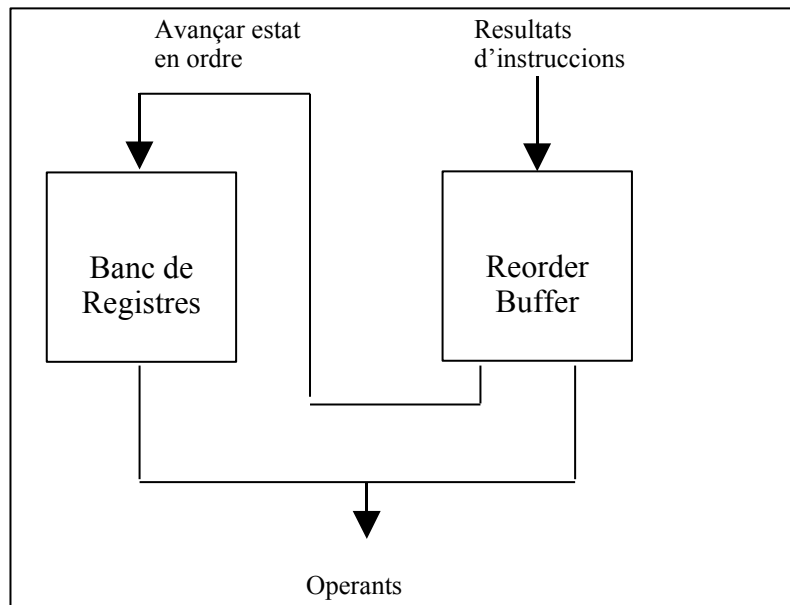 Avançar estat
en ordre
Resultats
d’instruccions
Banc de
Registres
Reorder
Buffer
Operants